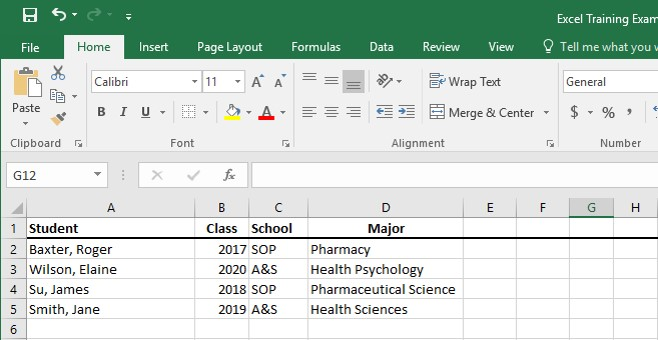 Excel Training Exam
File Home Insert Page Layout Formulas Data Review View Tell me what you w
Calibri 11 A A Wrap Text General
Paste B I U A Merge & Center $ % ,
Clipboard Font Alignment Number
G12 fx
A B C D E F G H
1 Student Class School Major
2 Baxter, Roger 2017 SOP Pharmacy
3 Wilson, Elaine 2020 A&S Health Psychology
4 Su, James 2018 SOP Pharmaceutical Science
5 Smith, Jane 2019 A&S Health Sciences
6